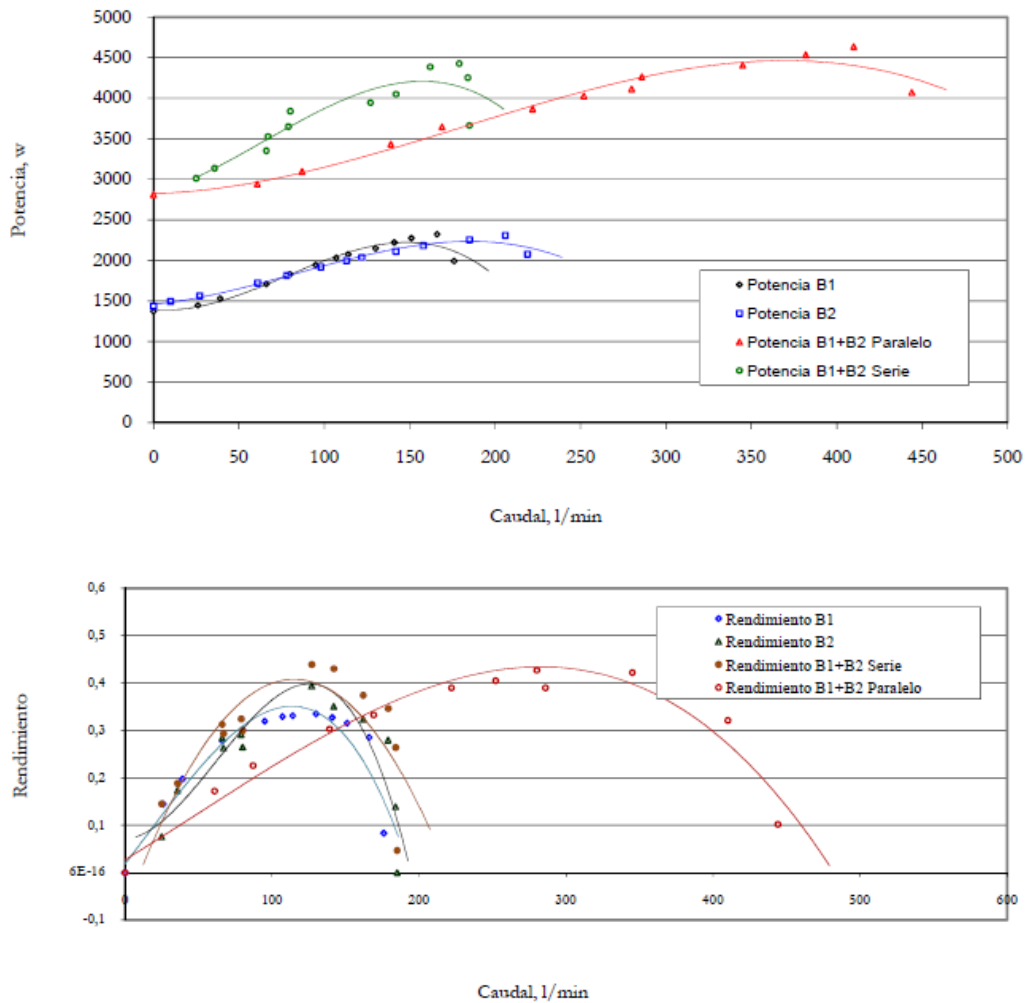 Potencia, w
5000
4500
4000
3500
3000
2500
2000
1500
1000
500
0
Potencia B1
Potencia B2
Potencia B1+B2 Paralelo
Potencia B1+B2 Serie
0 50 100 150 200 250 300 350 400 450 500
Caudal, l/min
Rendimiento
0,6
0,5
0,4
0,3
0,2
0,1
6E-16
-0,1
Rendimiento B1
Rendimiento B2
Rendimiento B1+B2 Serie
Rendimiento B1+B2 Paralelo
0 100 200 300 400 500 600
Caudal, l/min